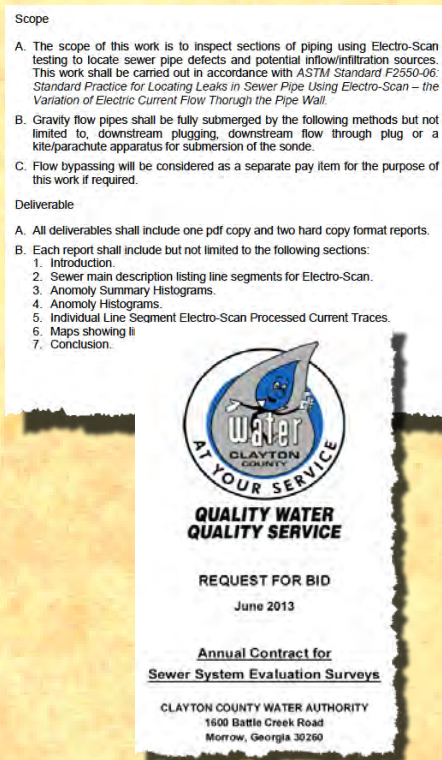 Scope
A. The scope of this work is to inspect sections of piping using Electro-Scan
testing to locate sewer pipe defects and potential inflow/infiltration sources.
This work shall be carried out in accordance with ASTM Standard F2550-06:
Standard Practice for Locating Leaks in Sewer Pipe Using Electro-Scan – the
Variation of Electric Current Flow Thorugh the Pipe Wall.
B. Gravity flow pipes shall be fully submerged by the following methods but not
limited to, downstream plugging, downstream flow through plug or a
kite/parachute apparatus for submersion of the sonde.
C. Flow bypassing will be considered as a separate pay item for the purpose of
this work if required.
Deliverable
A. All deliverables shall include one pdf copy and two hard copy format reports.
B. Each report shall include but not limited to the following sections:
1. Introduction.
2. Sewer main description listing line segments for Electro-Scan.
3. Anomoly Summary Histograms.
4. Anomoly Histograms.
5. Individual Line Segment Electro-Scan Processed Current Traces.
6. Maps showing
7. Conclusion.
water
CLAYTON
COUNTY
AT YOUR SERVICE
QUALITY WATER
QUALITY SERVICE
REQUEST FOR BID
June 2013
Annual Contract for
Sewer System Evaluation Surveys
CLAYTON COUNTY WATER AUTHORITY
1600 Battle Creek Road
Morrow, Georgia 30260